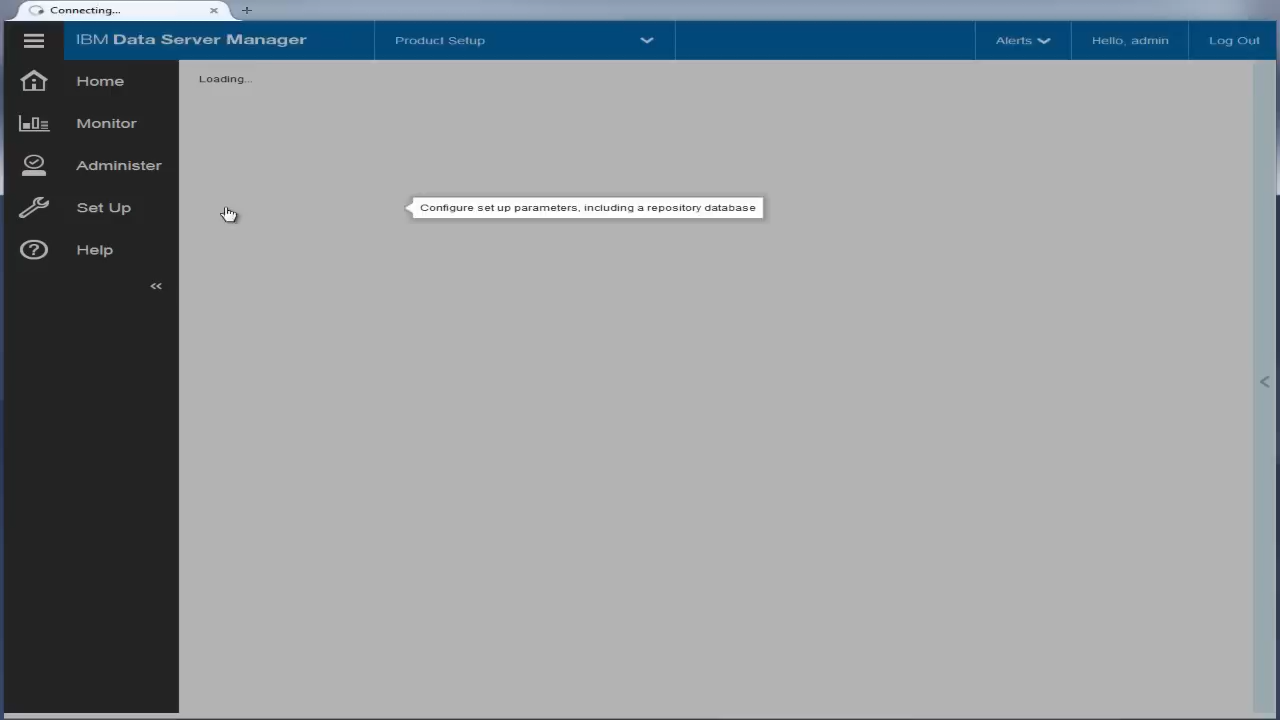 Connecting...
IBM Data Server Manager
Product Setup
Alerts
Hello, admin
Log Out
Home
Monitor
Administer
Set Up
Help
Loading...
Configure set up parameters, including a repository database